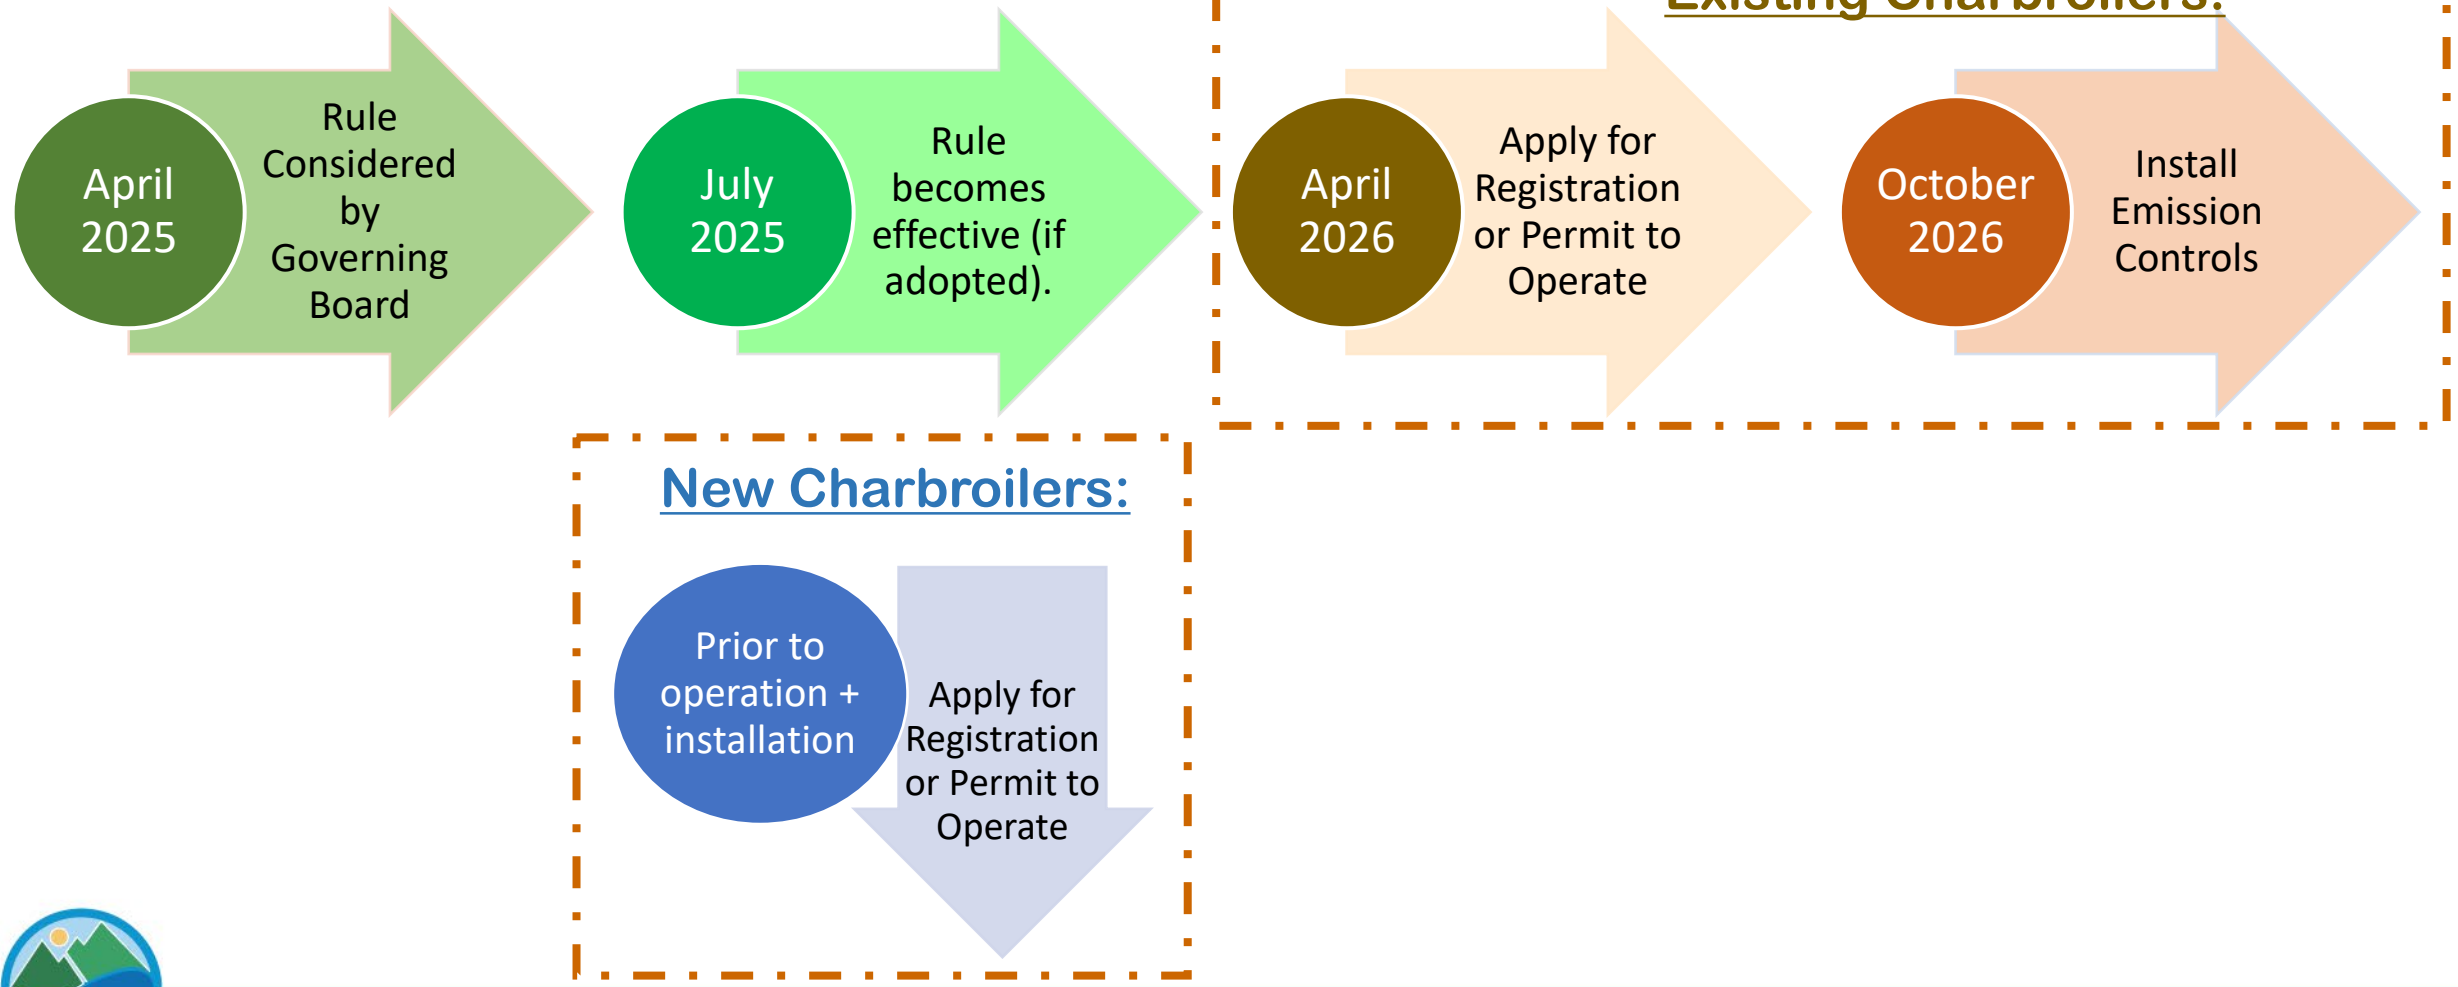 Existing Charbroilers:
April
2025
Rule
Considered
by
Governing
Board
July
2025
Rule
becomes
effective (if
adopted).
April
2026
Apply for
Registration
or Permit to
Operate
October
2026
Install
Emission
Controls
New Charbroilers:
Prior to
operation +
installation
Apply for
Registration
or Permit to
Operate